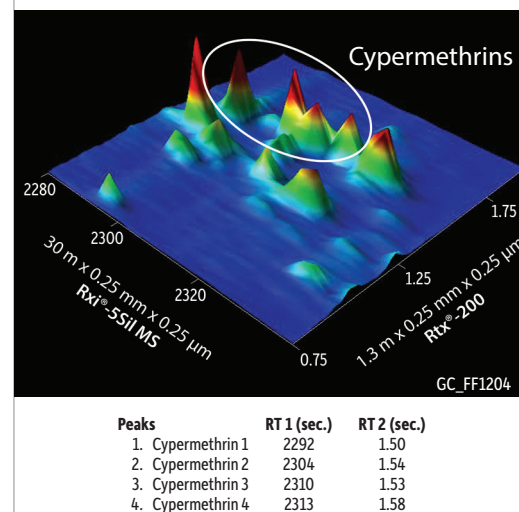 Cypermethrins
2280
2300
2320
30 m x 0.25 mm x 0.25 µm
Rxi®-5Sil MS
1.75
1.25
0.75
1.3 m x 0.25 mm x 0.25 µm
Rtx®-200
GC_FF1204
Peaks RT 1 (sec.) RT 2 (sec.)
1. Cypermethrin 1 2292 1.50
2. Cypermethrin 2 2304 1.54
3. Cypermethrin 3 2310 1.53
4. Cypermethrin 4 2313 1.58